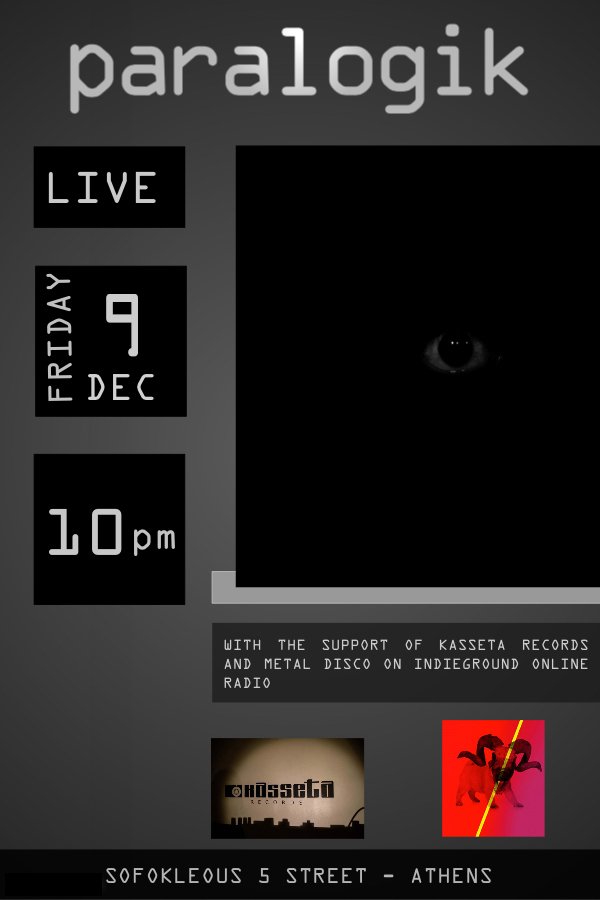 paralogik
LIVE
FRIDAY
9
DEC
10pm
WITH THE SUPPORT OF KASSETA RECORDS
AND METAL DISCO ON INDIEGROUND ONLINE
RADIO
Kasseta
RECORDS
SOFOKLEOUS 5 STREET - ATHENS